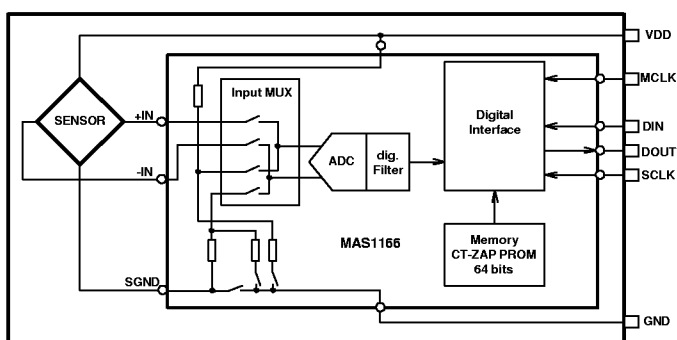 VDD
Input MUX
MCLK
SENSOR
+IN
Digital
Interface
DIN
DOUT
ADC
dig.
Filter
-IN
SCLK
MAS1166
Memory
CT-ZAP PROM
64 bits
SGND
GND